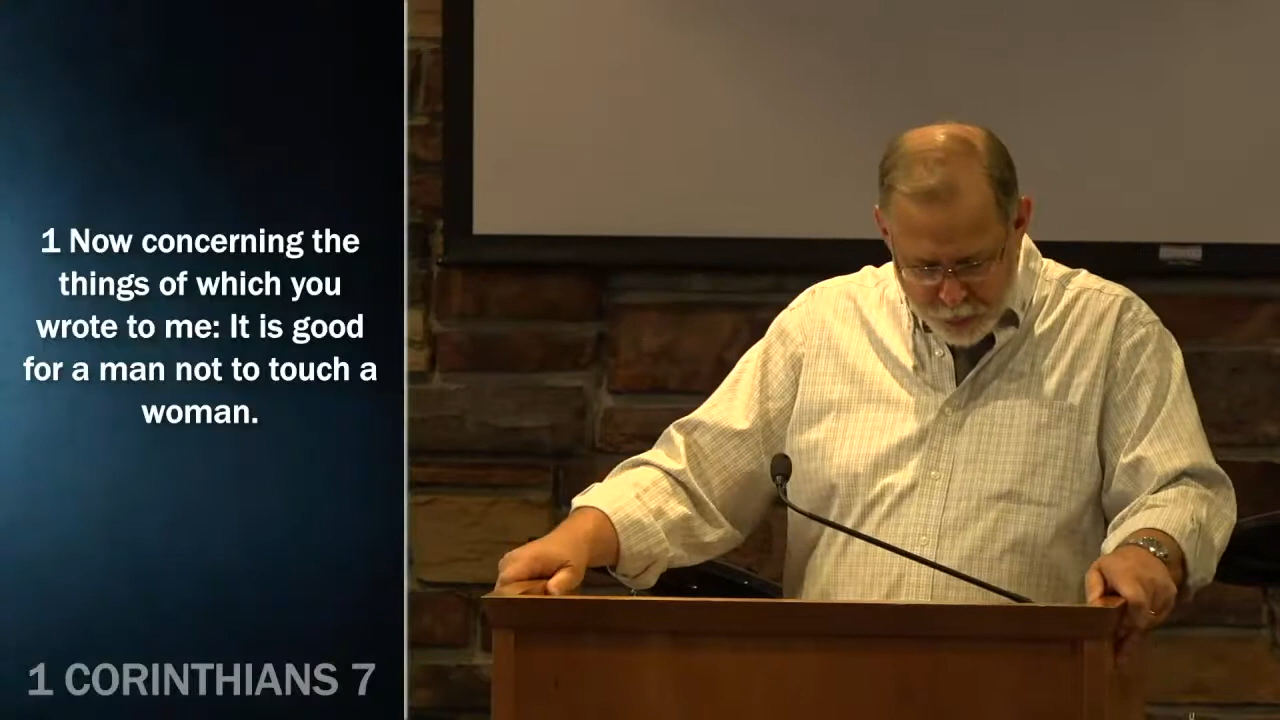 1 Now concerning the
things of which you
wrote to me: It is good
for a man not to touch a
woman.
1 CORINTHIANS 7